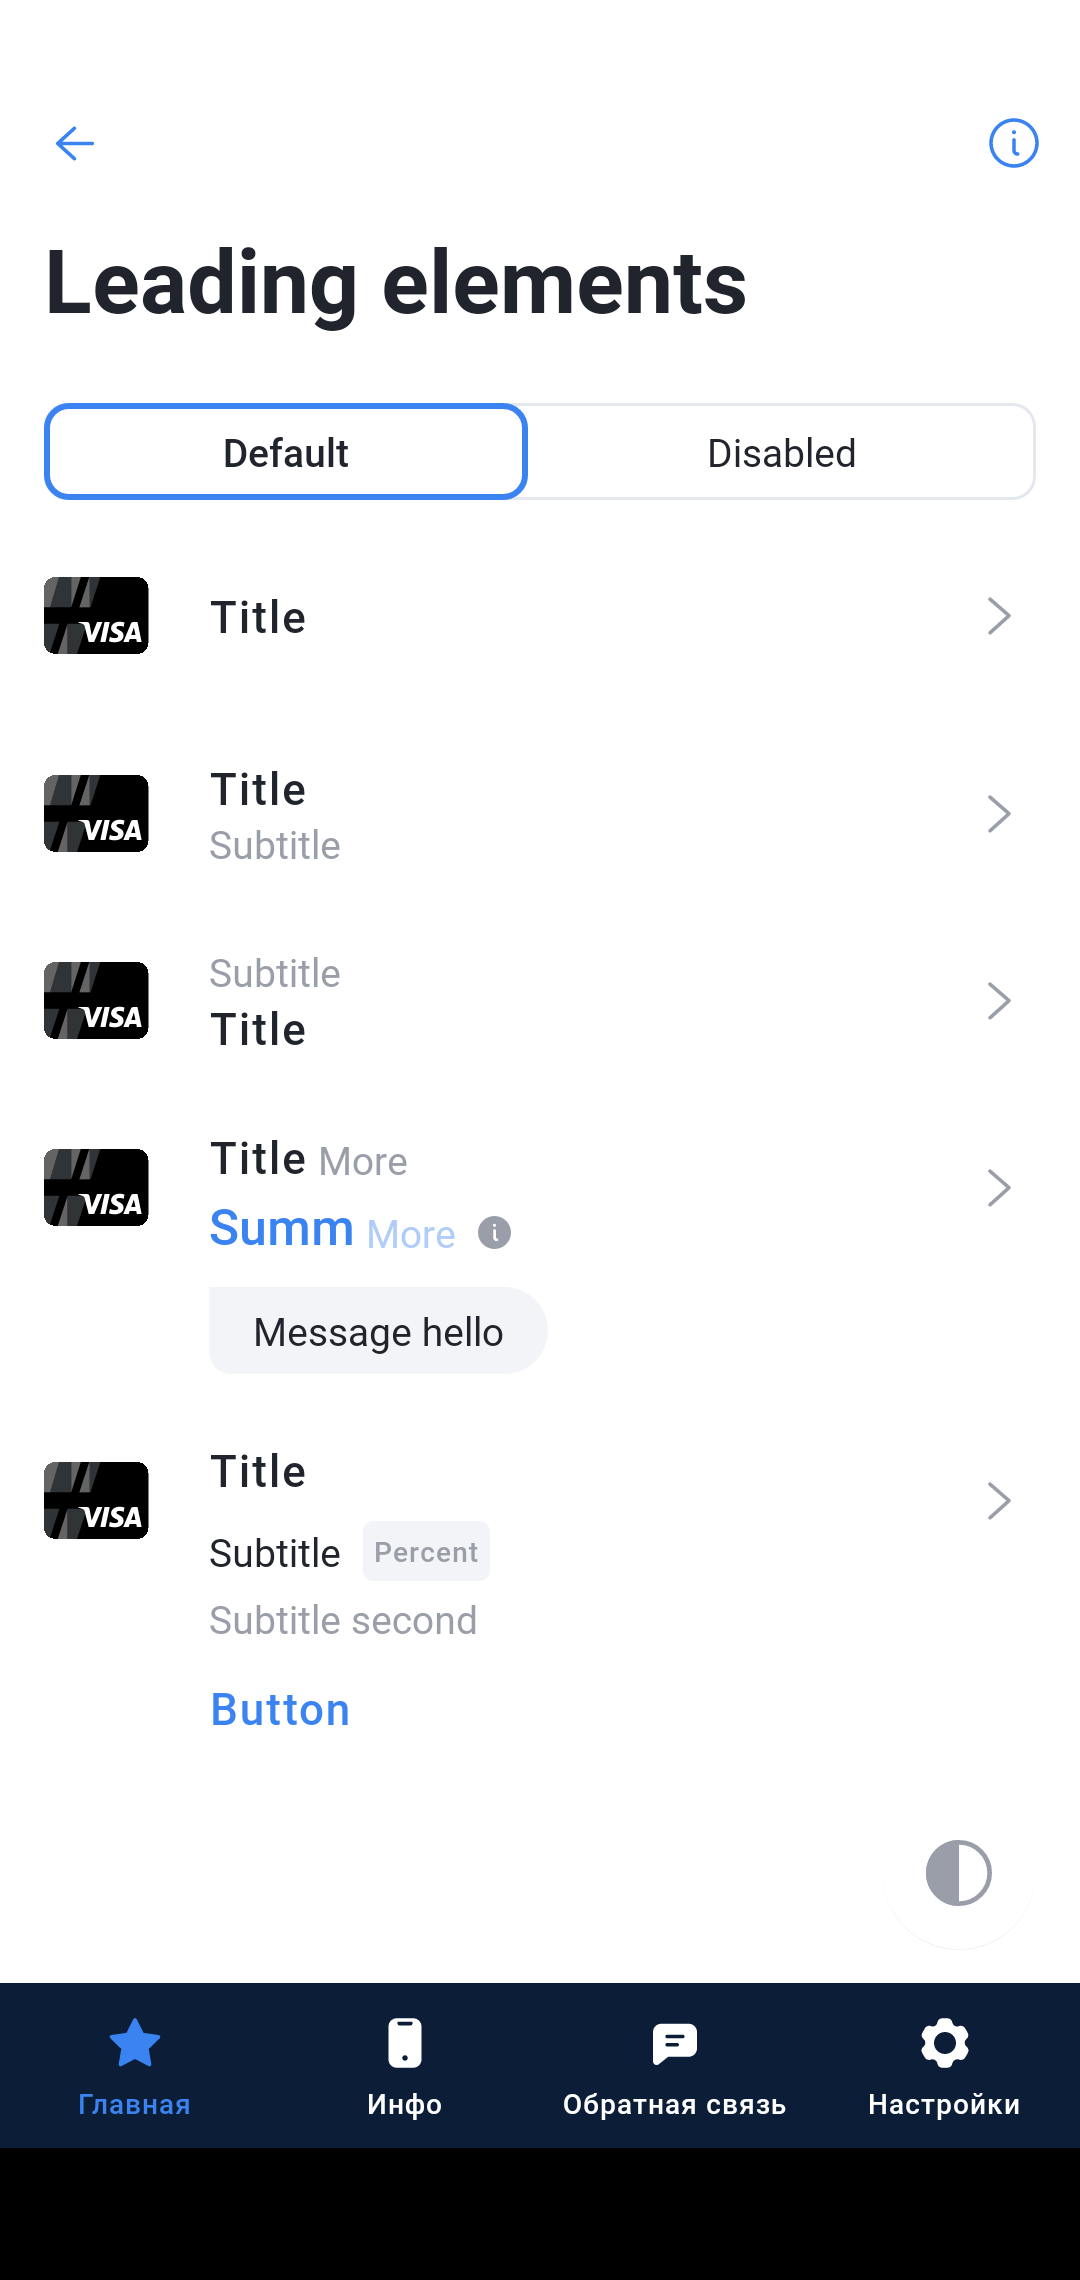 Leading elements
Default Disabled
VISA Title
Title
VISA
Subtitle
Subtitle
VISA
Title
Title More
VISA
Summ More
Message hello
Title
VISA
Subtitle Percent
Subtitle second
Button
Главная Инфо Обратная связь Настройки